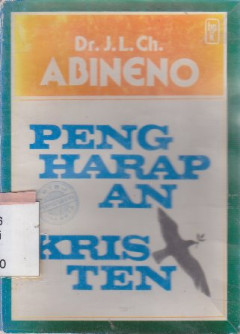 Dr. J. L. Ch.
ABINENO
PENG
HARAP
AN
KRIS
TEN